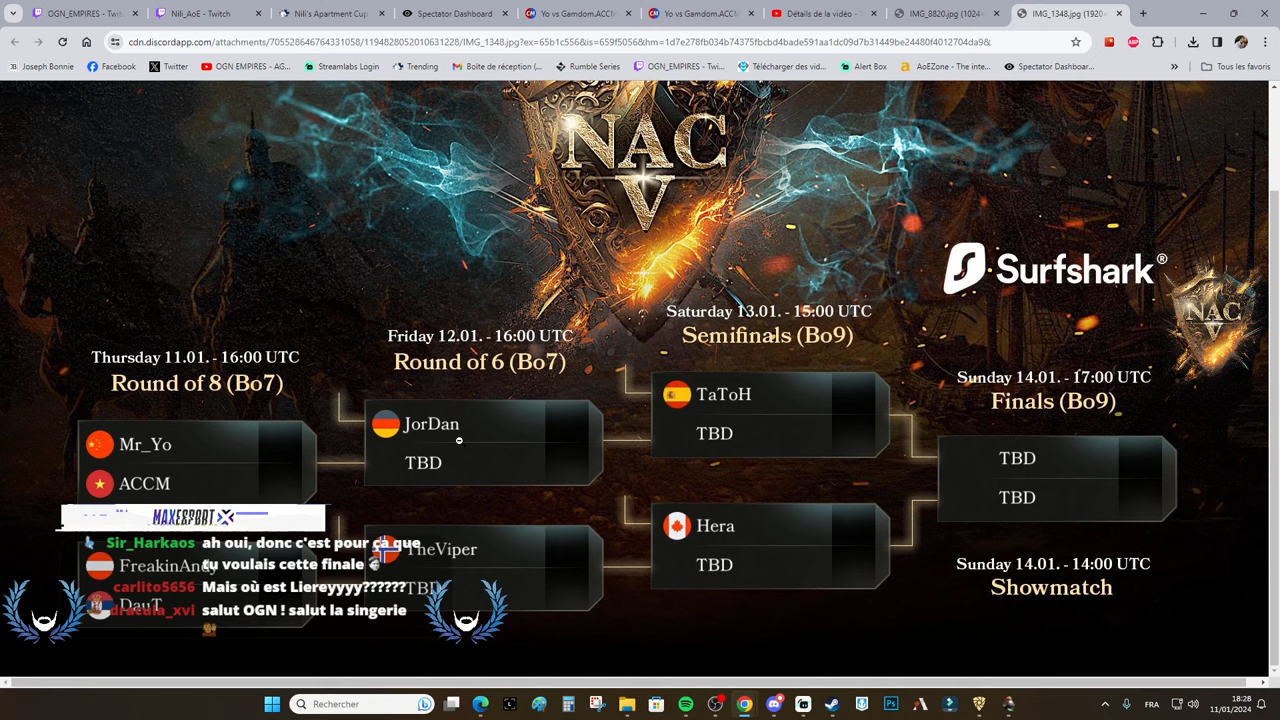 OGN_EMPIRES - Twi
Nili_AoE - Twitch
Nili's Apartment Cup
Spectator Dashboard
Yo vs Gamdom.ACCM
Yo vs Gamdom.ACCM
Détails de la vidéo -
IMG_8820.jpg (1024×
IMG_1348.jpg (1920×
cdn.discordapp.com/attachments/705528646764331058/1194828052010631228/IMG_1348.jpg?ex=65b1c556&is=659f5056&hm=1d7e278fb034b74375fbcbd4bade591aa1dc09d7b31449be24480f4012704da9&
Joseph Bonnie
Facebook
Twitter
OGN EMPIRES - AG...
Streamlabs Login
Trending
Boîte de réception (...
Rumble Series
OGN_EMPIRES - Twi...
Télécharger des vid...
Alert Box
AoEZone - The inte...
Spectator Dashboar...
Tous les favoris
NAC
V
Surfshark®
NAC
Saturday 13.01. - 15:00 UTC
Semifinals (Bo9)
Friday 12.01. - 16:00 UTC
Round of 6 (Bo7)
Thursday 11.01. - 16:00 UTC
Round of 8 (Bo7)
Sunday 14.01. - 17:00 UTC
Finals (Bo9)
TaToH
TBD
JorDan
TBD
Mr_Yo
ACCM
TBD
TBD
Hera
TBD
TheViper
TBD
FreakinAndy
DauT
Sunday 14.01. - 14:00 UTC
Showmatch
MAXESPORT
Sir_Harkaos ah oui, donc c'est pour ça que
tu voulais cette finale
carlito5656 Mais où est Liereyyyy??????
dracula_xvi salut OGN ! salut la singerie
Rechercher
FRA
18:28
11/01/2024